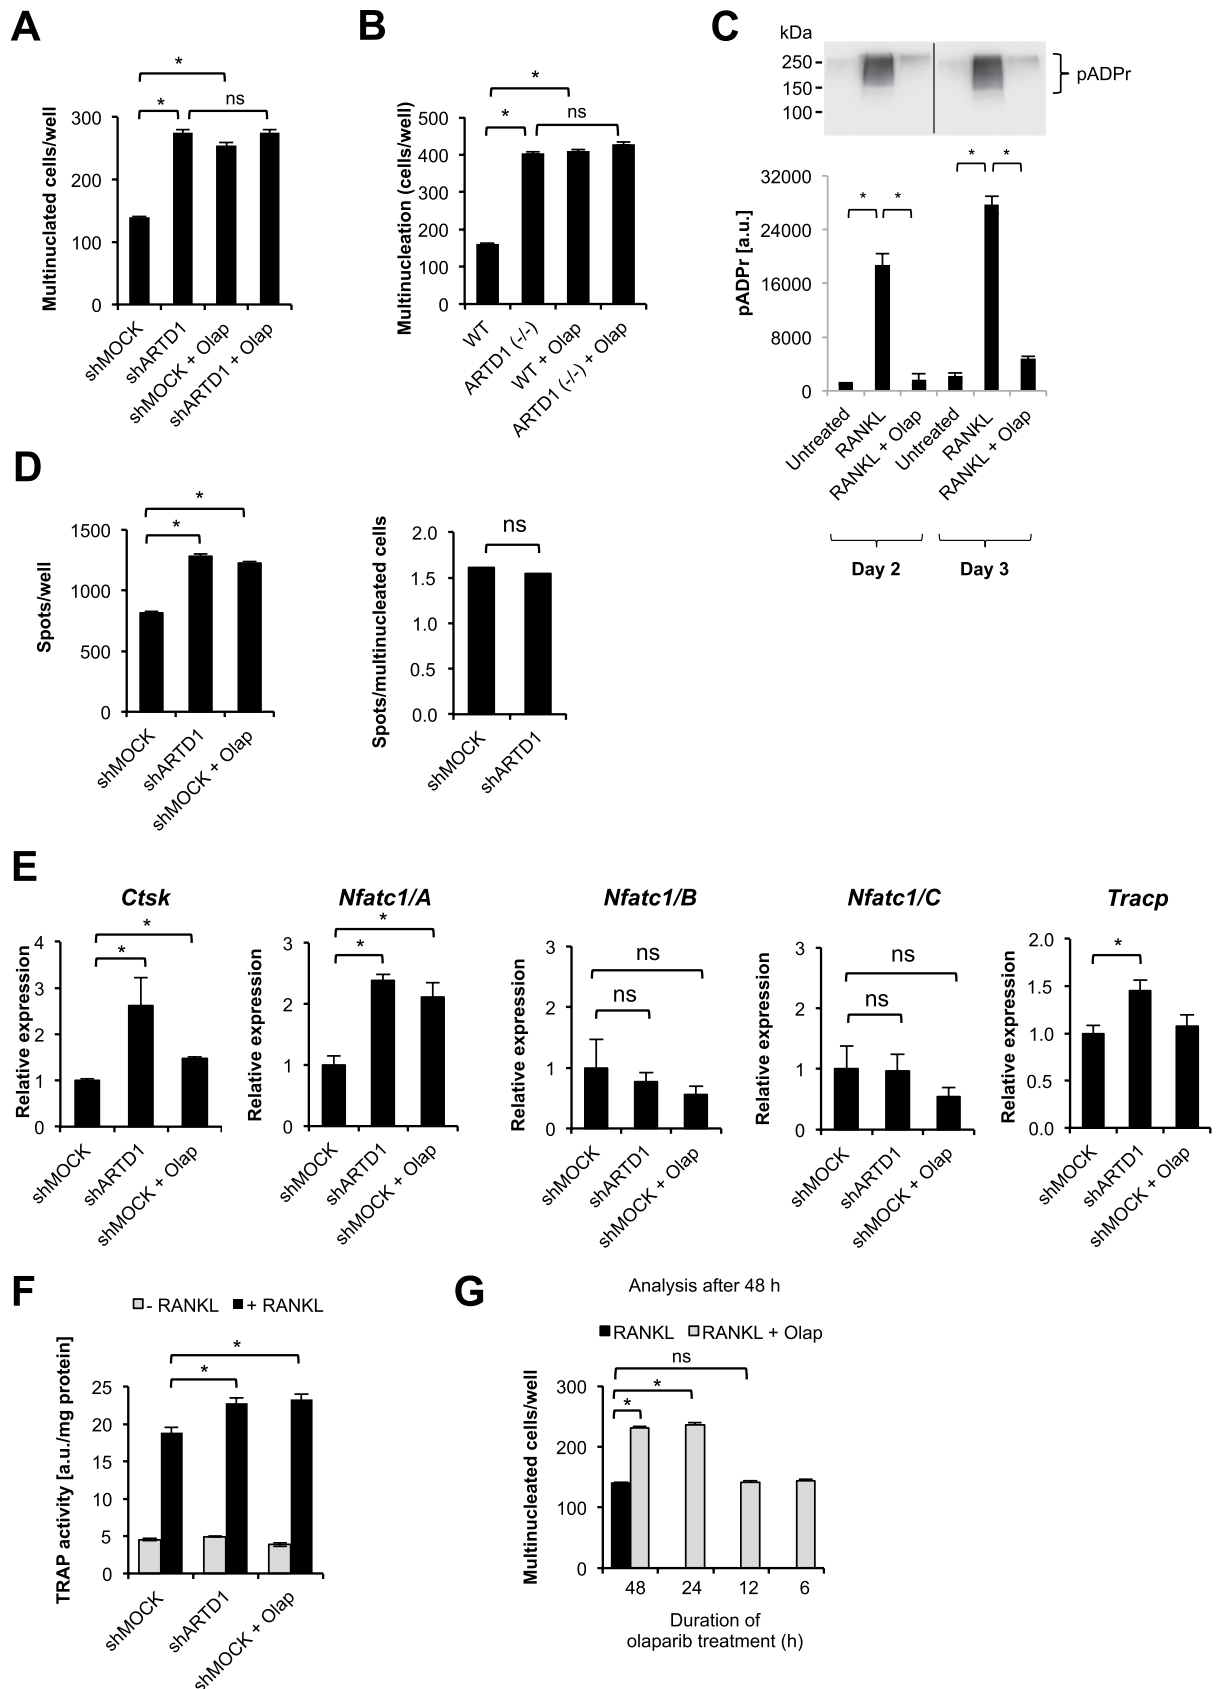 A
Multinuclated cells/well
300
200
100
0
*
*
ns
shMOCK
shARTD1
shMOCK + Olap
shARTD1 + Olap
B
Multinucleation (cells/well)
500
400
300
200
100
0
*
*
ns
WT
ARTD1 (-/-)
WT + Olap
ARTD1 (-/-) + Olap
C
kDa
250
150
100
pADPr
pADPr [a.u.]
32000
24000
16000
8000
0
*
*
*
*
Untreated
RANKL
RANKL + Olap
Untreated
RANKL
RANKL + Olap
Day 2
Day 3
D
Spots/well
1500
1000
500
0
*
*
shMOCK
shARTD1
shMOCK + Olap
Spots/multinucleated cells
2.0
1.5
1.0
0.5
0.0
ns
shMOCK
shARTD1
E
Ctsk
Relative expression
4
3
2
1
0
*
*
shMOCK
shARTD1
shMOCK + Olap
Nfatc1/A
Relative expression
3
2
1
0
*
*
shMOCK
shARTD1
shMOCK + Olap
Nfatc1/B
Relative expression
3
2
1
0
ns
ns
shMOCK
shARTD1
shMOCK + Olap
Nfatc1/C
Relative expression
3
2
1
0
ns
ns
shMOCK
shARTD1
shMOCK + Olap
Tracp
Relative expression
2.0
1.5
1.0
0.5
0.0
*
shMOCK
shARTD1
shMOCK + Olap
F
- RANKL + RANKL
TRAP activity [a.u./mg protein]
25
20
15
10
5
0
*
*
shMOCK
shARTD1
shMOCK + Olap
G
Analysis after 48 h
RANKL RANKL + Olap
Multinucleated cells/well
300
200
100
0
ns
*
*
48 24 12 6
Duration of
olaparib treatment (h)